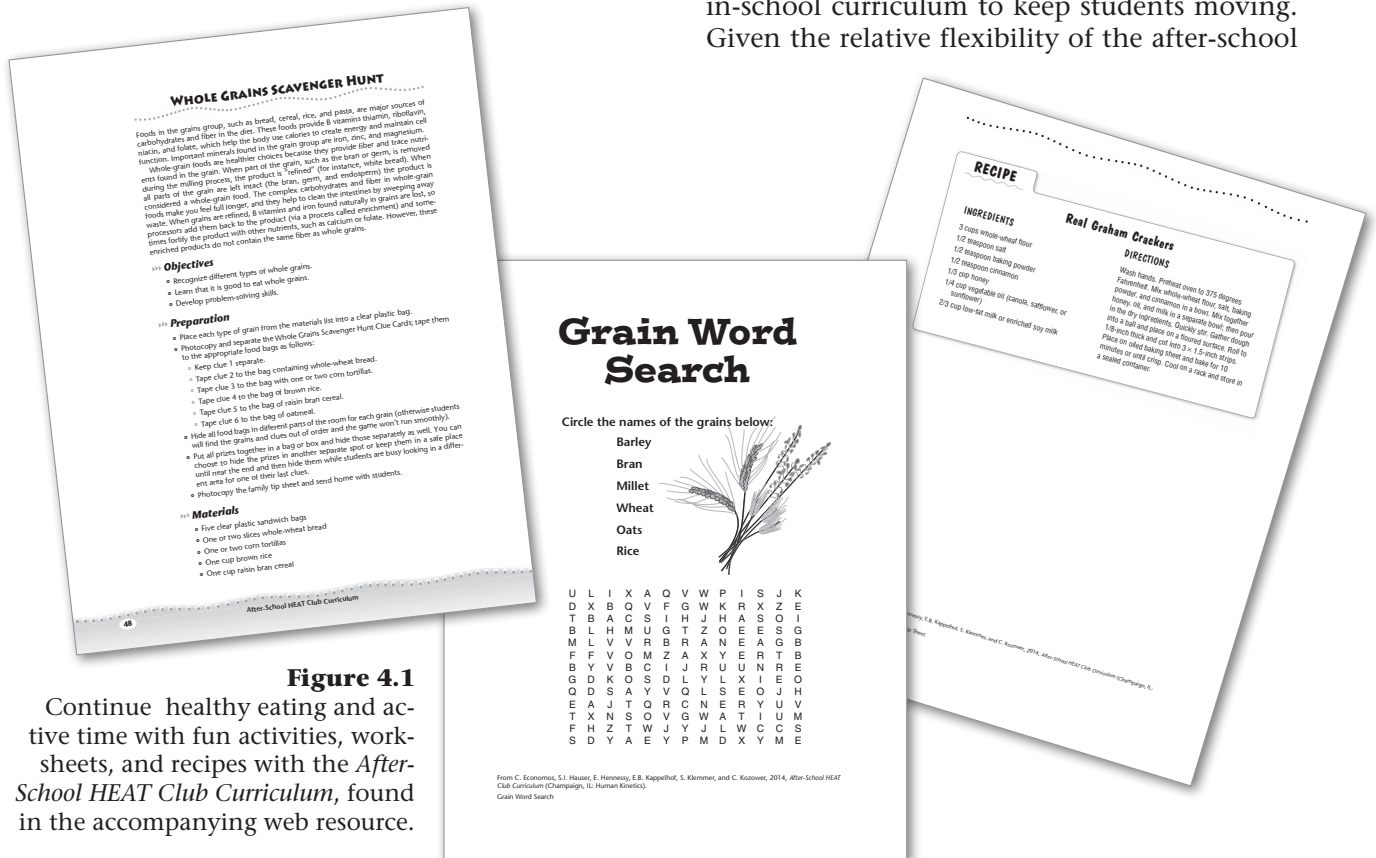 in-school curriculum to keep students moving.
Given the relative flexibility of the after-school
WHOLE GRAINS SCAVENGER HUNT
Foods in the grains group, such as bread, cereal, rice, and pasta, are major sources of
carbohydrates and fiber in the diet. These foods provide B vitamins thiamin, riboflavin,
niacin, and folate, which help the body use calories to create energy and maintain cell
function. Important minerals found in the grain group are iron, zinc, and magnesium.
Whole-grain foods are healthier choices because they provide fiber and trace nutri-
ents found in the grain. When part of the grain, such as the bran or germ, is removed
during the milling process, the product is "refined" (for instance, white bread). When
all parts of the grain are left intact (the bran, germ, and endosperm) the product is
considered a whole-grain food. The complex carbohydrates and fiber in whole-grain
foods make you feel full longer, and they help to clean the intestines by sweeping away
waste. When grains are refined, B vitamins and iron found naturally in grains are lost, so
processors add them back to the product (via a process called enrichment) and some-
times fortify the product with other nutrients, such as calcium or folate. However, these
enriched products do not contain the same fiber as whole grains.
>>> Objectives
• Recognize different types of whole grains.
• Learn that it is good to eat whole grains.
• Develop problem-solving skills.
>>> Preparation
• Place each type of grain from the materials list into a clear plastic bag.
• Photocopy and separate the Whole Grains Scavenger Hunt Clue Cards; tape them
to the appropriate food bags as follows:
◦ Keep clue 1 separate.
◦ Tape clue 2 to the bag containing whole-wheat bread.
◦ Tape clue 3 to the bag with one or two corn tortillas.
◦ Tape clue 4 to the bag of brown rice.
◦ Tape clue 5 to the bag of raisin bran cereal.
◦ Tape clue 6 to the bag of oatmeal.
• Hide all food bags in different parts of the room for each grain (otherwise students
will find the grains and clues out of order and the game won't run smoothly).
• Put all prizes together in a bag or box and hide those separately as well. You can
choose to hide the prizes in another separate spot or keep them in a safe place
until near the end and then hide them while students are busy looking in a differ-
ent area for one of their last clues.
• Photocopy the family tip sheet and send home with students.
>>> Materials
• Five clear plastic sandwich bags
• One or two slices whole-wheat bread
• One or two corn tortillas
• One cup brown rice
• One cup raisin bran cereal
After-School HEAT Club Curriculum
48
Figure 4.1
Continue healthy eating and ac-
tive time with fun activities, work-
sheets, and recipes with the After-
School HEAT Club Curriculum, found
in the accompanying web resource.
Grain Word
Search
Circle the names of the grains below:
Barley
Bran
Millet
Wheat
Oats
Rice
U L I X A Q V W P I S J K
D X B Q V F G W K R X Z E
T B A C S I H J H A S O I
B L H M U G T Z O E E S G
M L V V R B R A N E A G B
F F V O M Z A X Y E R T B
B Y V B C I J R U U N R E
G D K O S D L Y L X I E O
Q D S A Y V Q L S E O J H
E A J T Q R C N E R Y U V
T X N S O V G W A T I U M
F H Z T W J Y J L W C C S
S D Y A E Y P M D X Y M E
From C. Economos, S.I. Hauser, E. Hennessy, E.B. Kappelhof, S. Klemmer, and C. Kozower, 2014, After-School HEAT
Club Curriculum (Champaign, IL: Human Kinetics).
Grain Word Search
RECIPE
Real Graham Crackers
INGREDIENTS
3 cups whole-wheat flour
1/2 teaspoon salt
1/2 teaspoon baking powder
1/2 teaspoon cinnamon
1/3 cup honey
1/4 cup vegetable oil (canola, safflower, or
sunflower)
2/3 cup low-fat milk or enriched soy milk
DIRECTIONS
Wash hands. Preheat oven to 375 degrees
Fahrenheit. Mix whole-wheat flour, salt, baking
powder, and cinnamon in a bowl. Mix together
honey, oil, and milk in a separate bowl; then pour
in the dry ingredients. Quickly stir. Gather dough
into a ball and place on a floured surface. Roll to
1/8-inch thick and cut into 3 × 1.5-inch strips.
Place on oiled baking sheet and bake for 10
minutes or until crisp. Cool on a rack and store in
a sealed container.
E.B. Kappelhof, S. Klemmer, and C. Kozower, 2014, After-School HEAT Club Curriculum (Champaign, IL:
Sheet